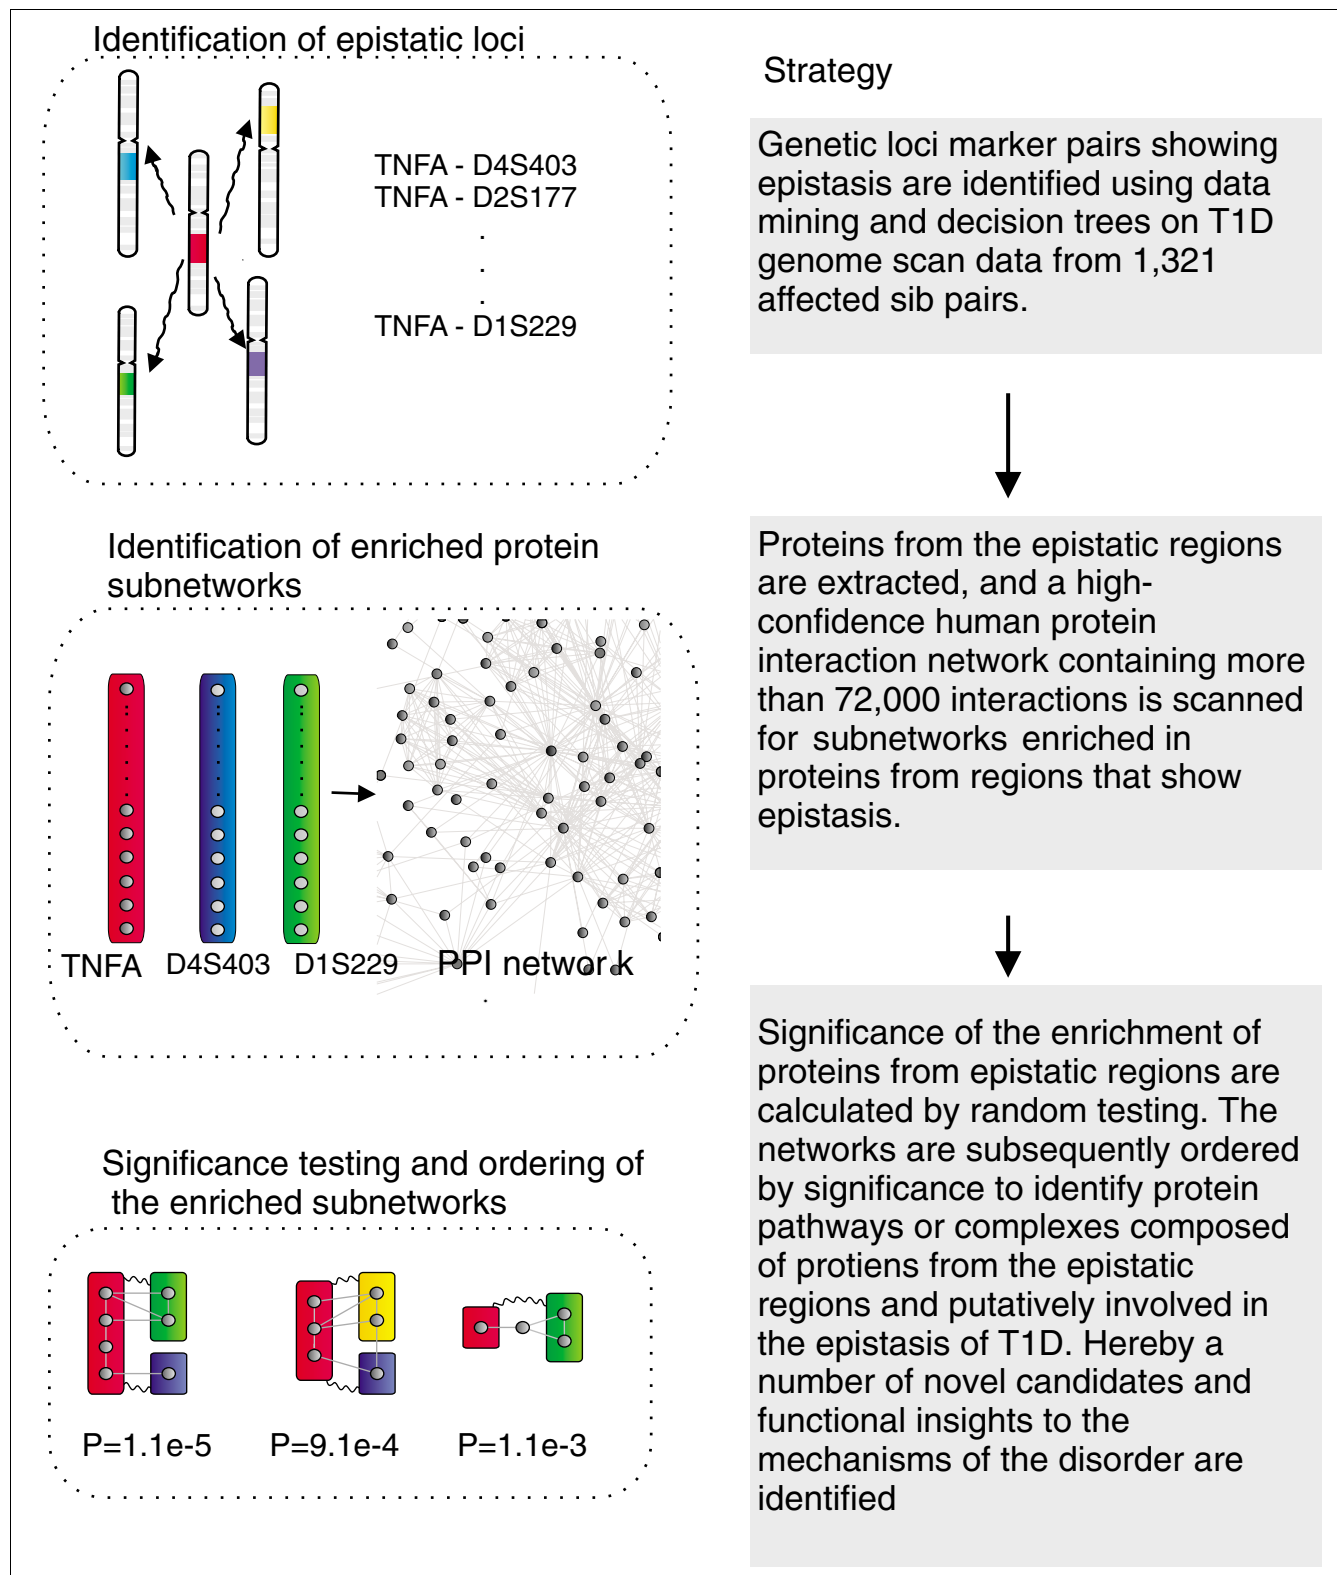 Identification of epistatic loci
TNFA - D4S403
TNFA - D2S177
.
.
.
TNFA - D1S229
Strategy
Genetic loci marker pairs showing
epistasis are identified using data
mining and decision trees on T1D
genome scan data from 1,321
affected sib pairs.
Identification of enriched protein
subnetworks
TNFA
D4S403
D1S229
PPI networ k
Proteins from the epistatic regions
are extracted, and a high-
confidence human protein
interaction network containing more
than 72,000 interactions is scanned
for subnetworks enriched in
proteins from regions that show
epistasis.
Significance testing and ordering of
the enriched subnetworks
P=1.1e-5
P=9.1e-4
P=1.1e-3
Significance of the enrichment of
proteins from epistatic regions are
calculated by random testing. The
networks are subsequently ordered
by significance to identify protein
pathways or complexes composed
of protiens from the epistatic
regions and putatively involved in
the epistasis of T1D. Hereby a
number of novel candidates and
functional insights to the
mechanisms of the disorder are
identified